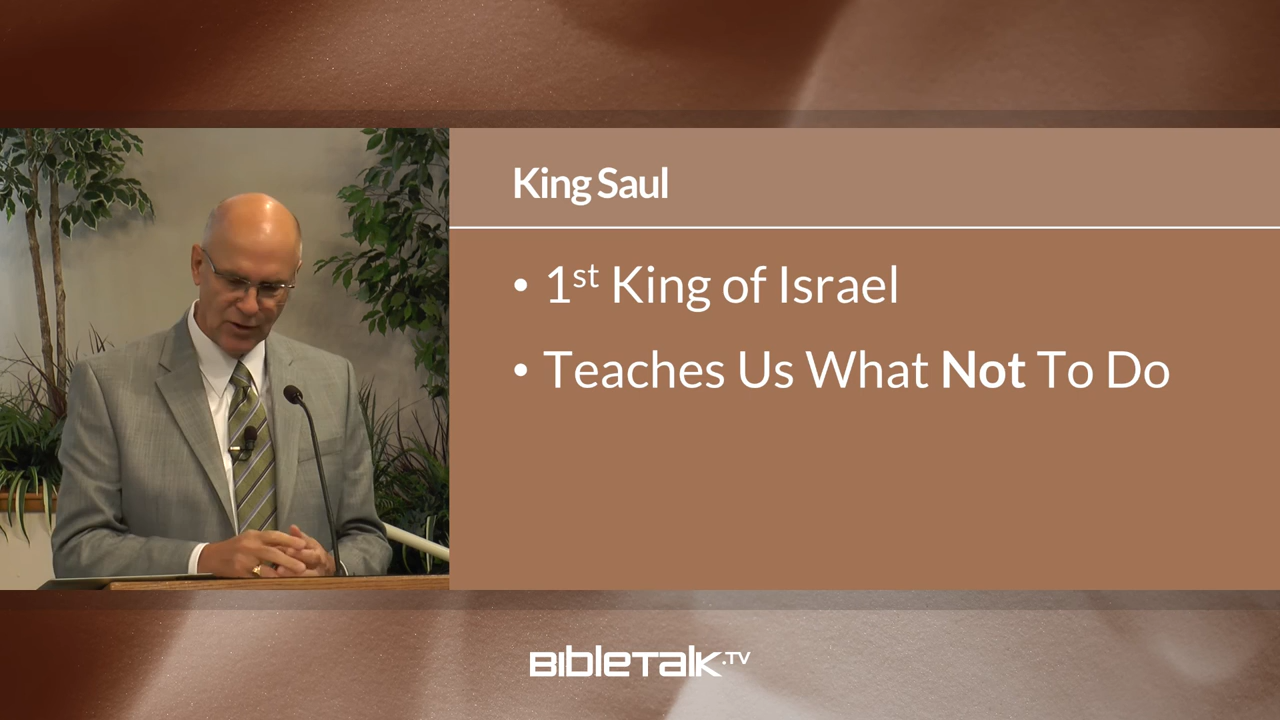 King Saul
• 1st King of Israel
• Teaches Us What Not To Do
BibleTalk.TV